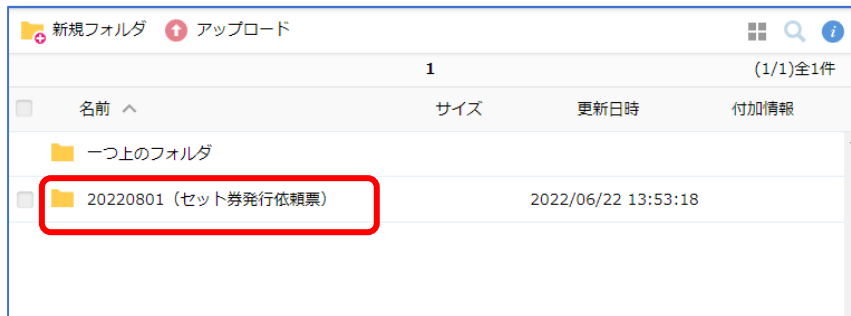 新規フォルダ アップロード
1 (1/1)全1件
名前 サイズ 更新日時 付加情報
一つ上のフォルダ
20220801（セット券発行依頼票） 2022/06/22 13:53:18